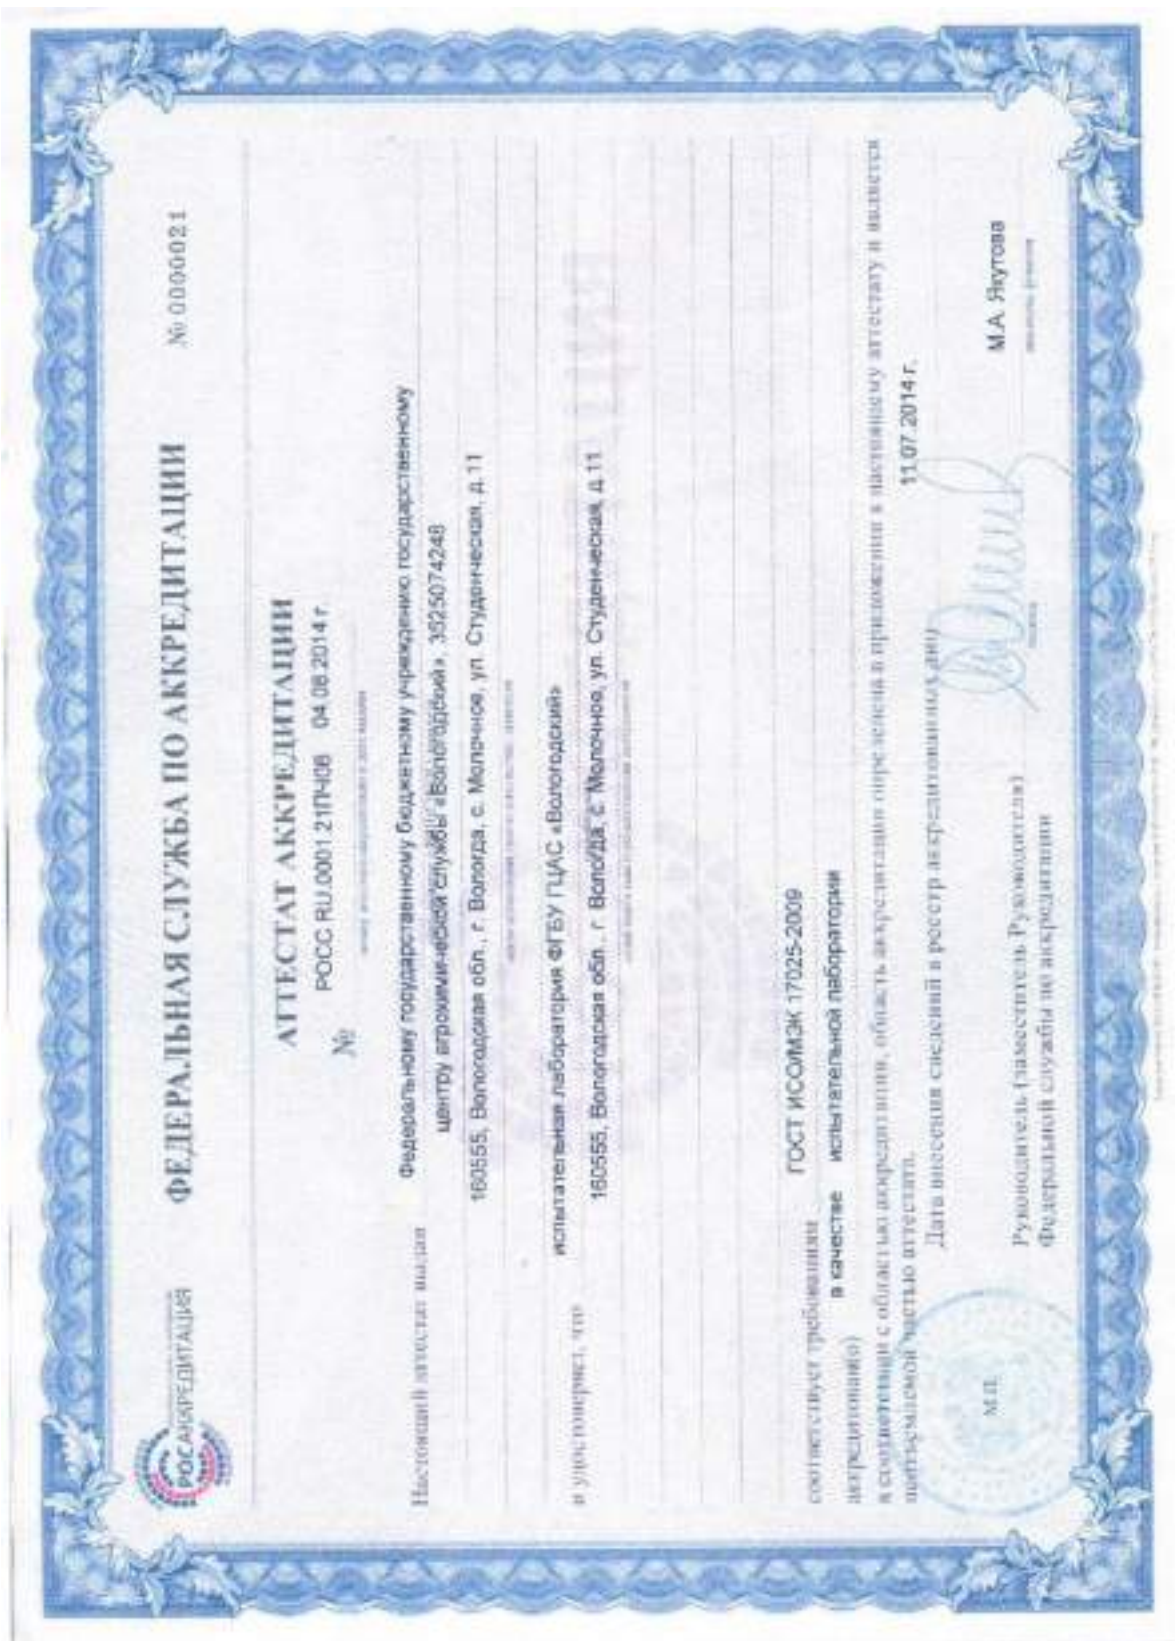 РОСАККРЕДИТАЦИЯ
ФЕДЕРАЛЬНАЯ СЛУЖБА ПО АККРЕДИТАЦИИ
№ 0000021
АТТЕСТАТ АККРЕДИТАЦИИ
№ РОСС RU.0001 21ПЧ06 04 08 2014 г.
Настоящий аттестат выдан Федеральному государственному бюджетному учреждению государственному
центру агрохимической службы «Вологодский», 3525074248
160555, Вологодская обл., г. Вологда, с. Молочное, ул. Студенческая, д.11
и удостоверяет, что испытательная лаборатория ФГБУ ГЦАС «Вологодский»
160555, Вологодская обл., г. Вологда, с. Молочное, ул. Студенческая, д.11
соответствует требованиям ГОСТ ИСО/МЭК 17025-2009
аккредитован(о) в качестве испытательной лаборатории
в соответствии с областью аккредитации, область аккредитации определена в приложении к настоящему аттестату и является
неотъемлемой частью аттестата.
Дата внесения сведений в реестр аккредитованных лиц 11.07.2014 г.
М.П.
Руководитель (заместитель Руководителя)
Федеральной службы по аккредитации
М.А. Якутова